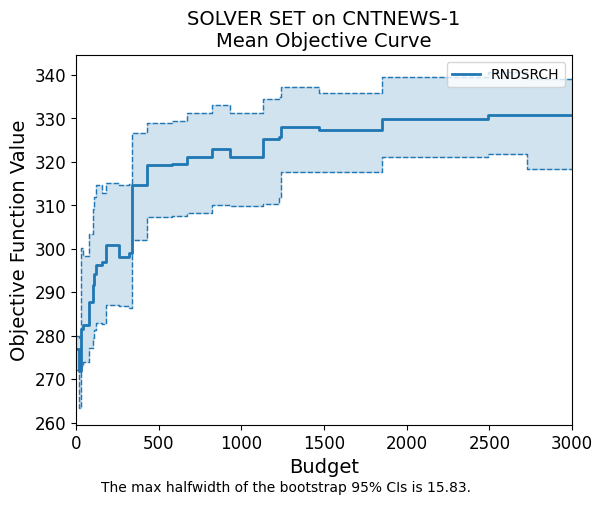 SOLVER SET on CNTNEWS-1
Mean Objective Curve
RNDSRCH
Objective Function Value
340
330
320
310
300
290
280
270
260
0 500 1000 1500 2000 2500 3000
Budget
The max halfwidth of the bootstrap 95% CIs is 15.83.